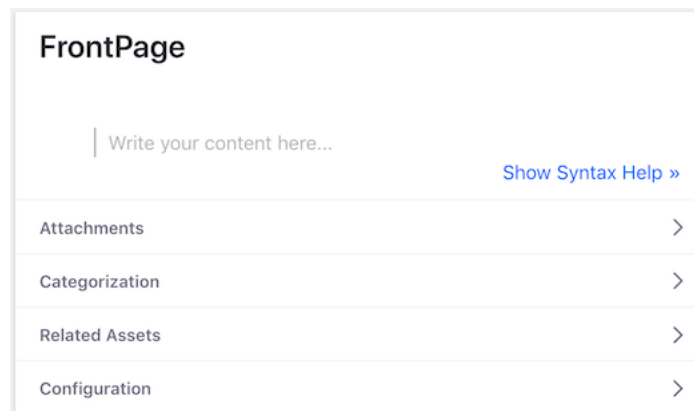 FrontPage
Write your content here...
Show Syntax Help »
Attachments
Categorization
Related Assets
Configuration